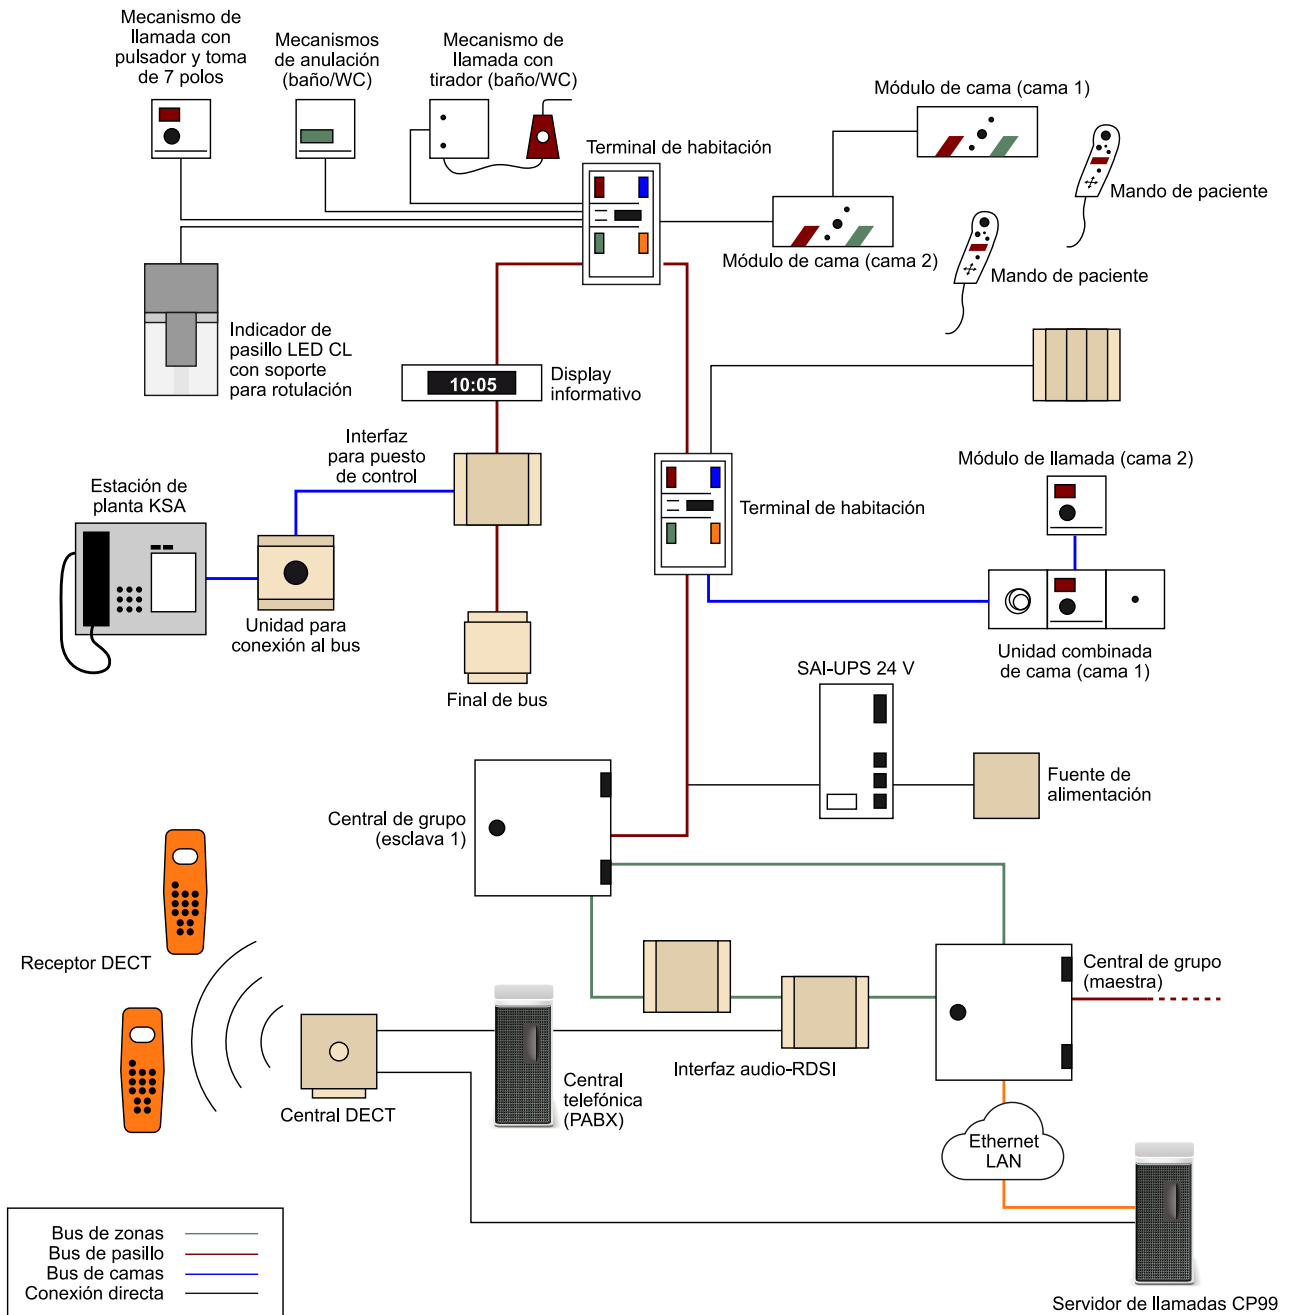 Mecanismo de
llamada con
pulsador y toma
de 7 polos
Mecanismos
de anulación
(baño/WC)
Mecanismo de
llamada con
tirador (baño/WC)
Módulo de cama (cama 1)
Terminal de habitación
Mando de paciente
Módulo de cama (cama 2)
Mando de paciente
Indicador de
pasillo LED CL
con soporte
para rotulación
10:05
Display
informativo
Interfaz
para puesto
de control
Módulo de llamada (cama 2)
Estación de
planta KSA
Terminal de habitación
Unidad para
conexión al bus
Unidad combinada
de cama (cama 1)
Final de bus
SAI-UPS 24 V
Fuente de
alimentación
Central de grupo
(esclava 1)
Receptor DECT
Central de grupo
(maestra)
Interfaz audio-RDSI
Central DECT
Central
telefónica
(PABX)
Ethernet
LAN
Bus de zonas
Bus de pasillo
Bus de camas
Conexión directa
Servidor de llamadas CP99